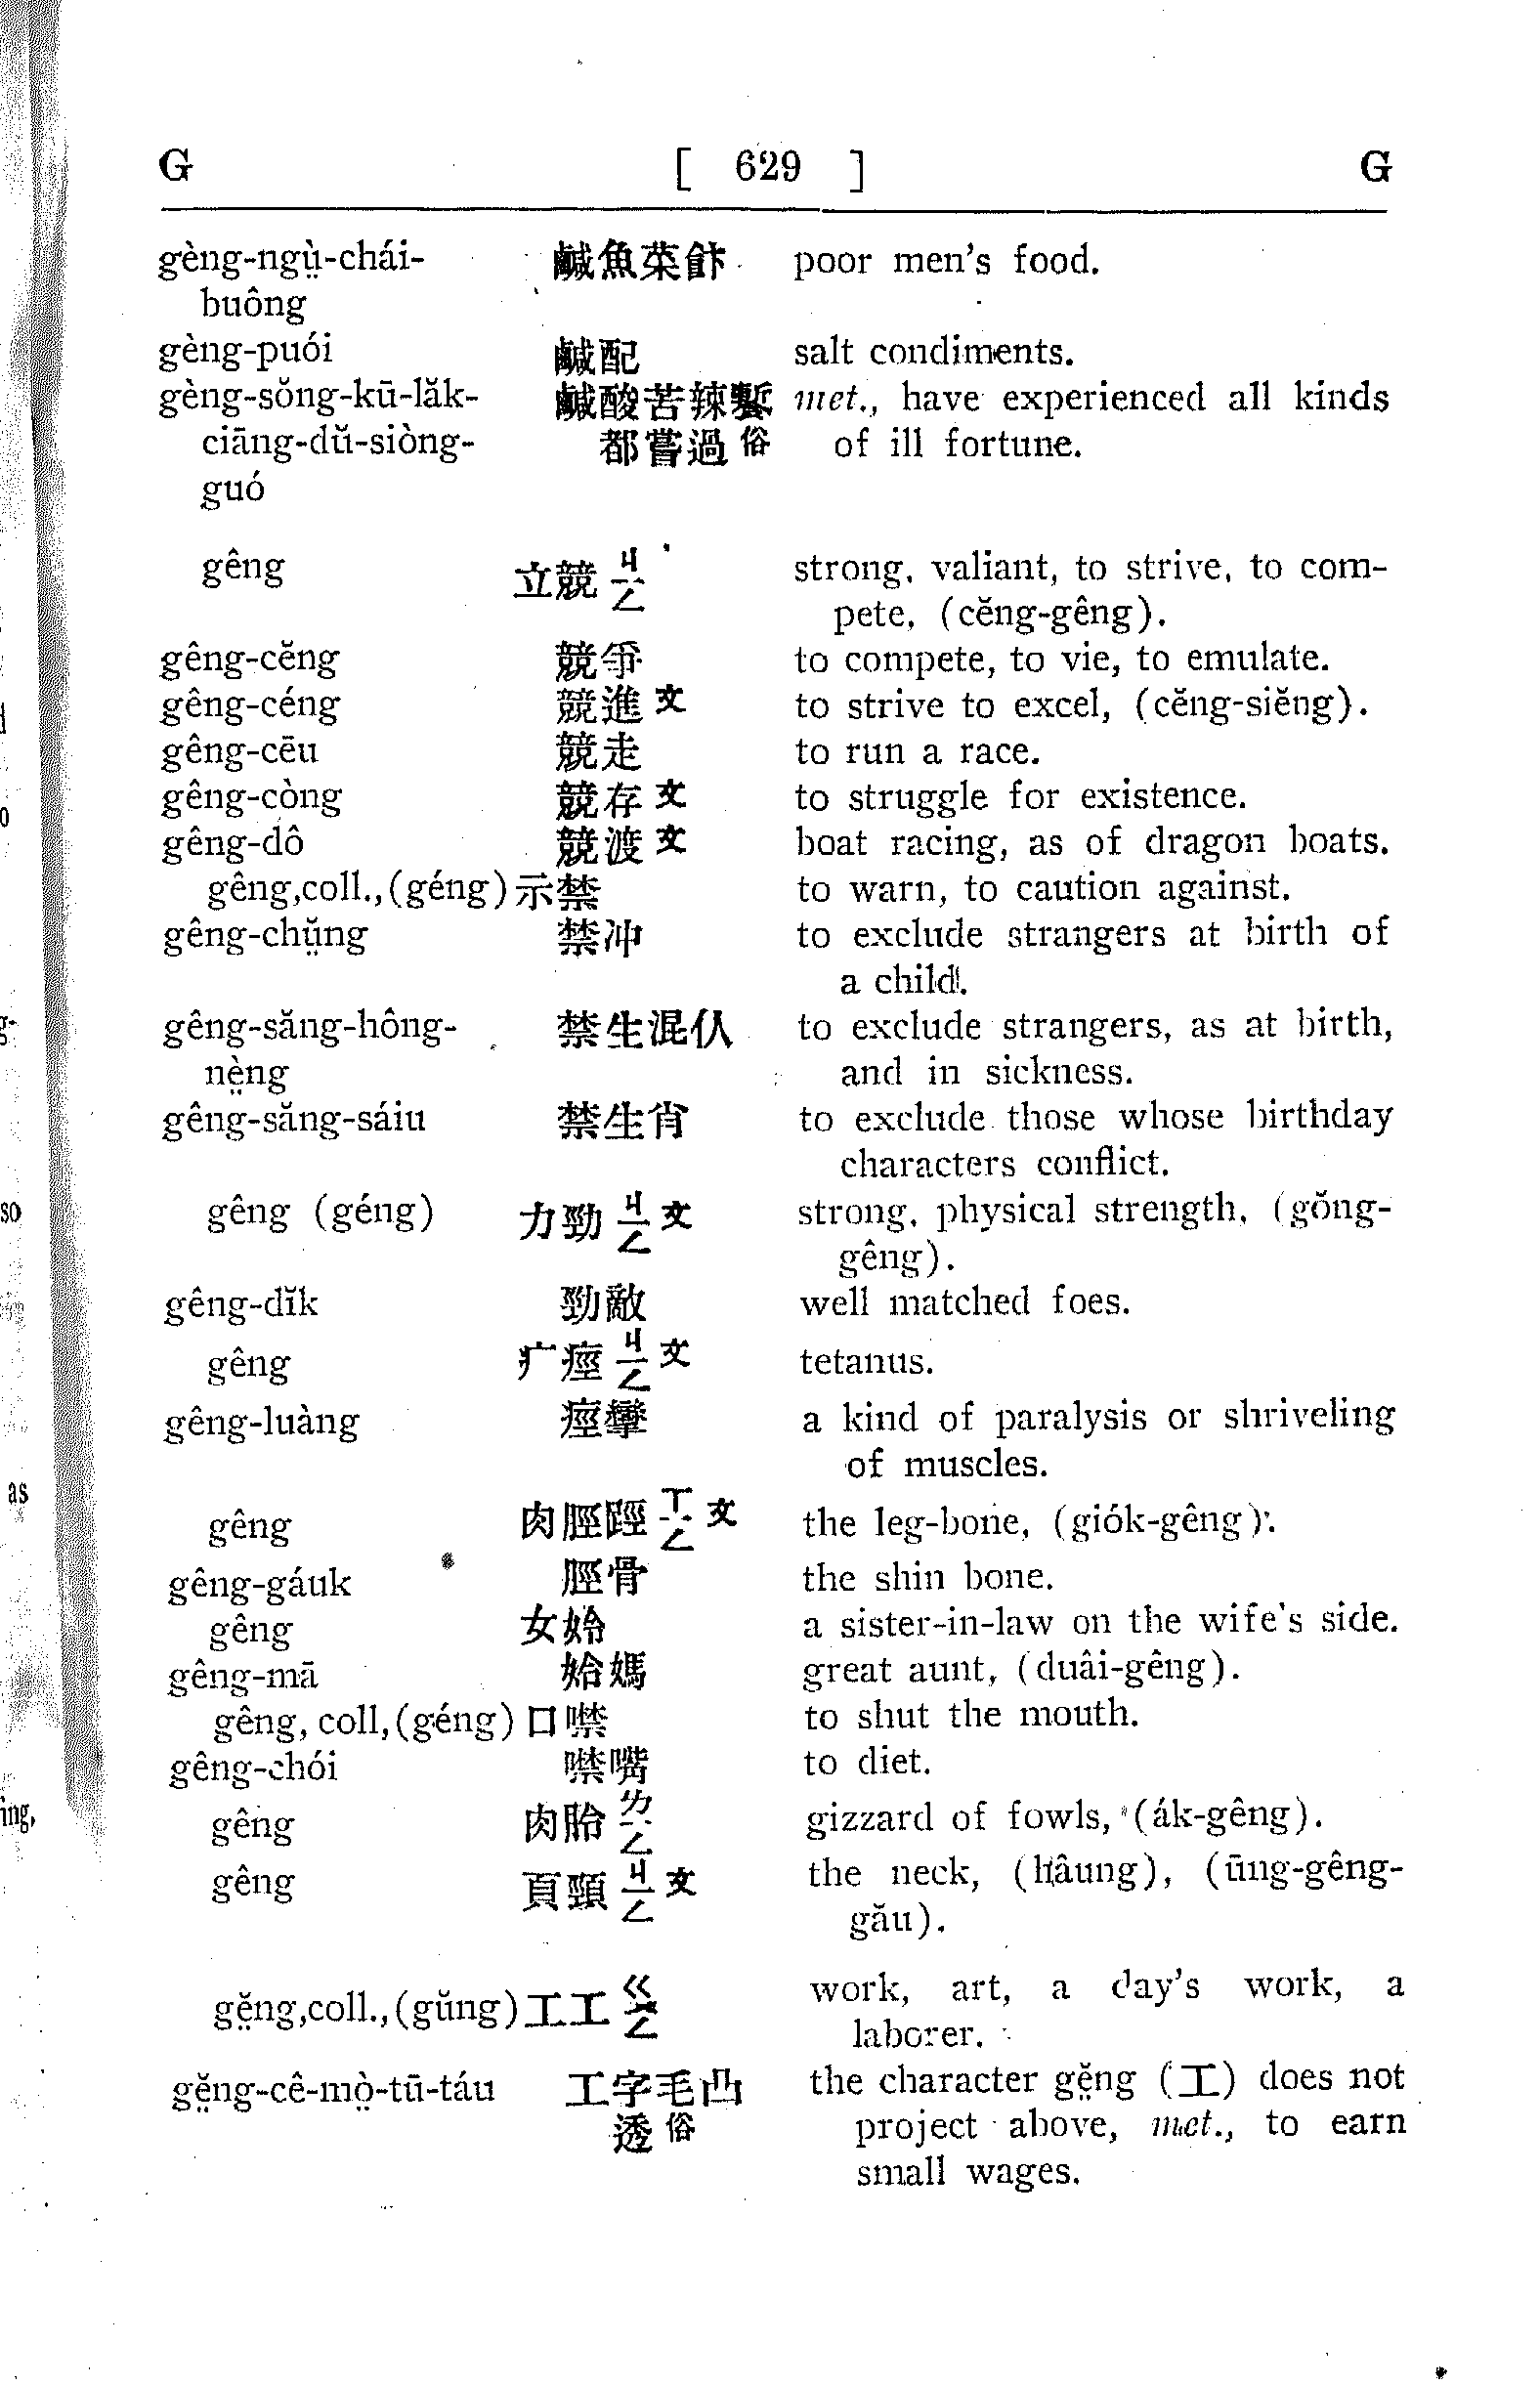 G [ 629 ] G
gèng-ngṳ̀-chái- 鹹魚菜飰 poor men's food.
buông
gèng-puói 鹹配 salt condiments.
gèng-sŏng-kū-lăk- 鹹酸苦辣 met., have experienced all kinds
ciāng-dŭ-siòng- 都嘗過 俗 of ill fortune.
guó
gêng 立競 ㄐㄧㄥ strong, valiant, to strive, to com-
pete, (cĕng-gêng).
gêng-cĕng 競爭 to compete, to vie, to emulate.
gêng-céng 競進 文 to strive to excel, (cĕng-siĕng).
gêng-cēu 競走 to run a race.
gêng-còng 競存 文 to struggle for existence.
gêng-dô 競渡 文 boat racing, as of dragon boats.
gêng,coll.,(géng) 示禁 to warn, to caution against.
gêng-chṳ̆ng 禁冲 to exclude strangers at birth of
a child.
gêng-săng-hông- 禁生混仈 to exclude strangers, as at birth,
nè̤ng and in sickness.
gêng-săng-sáiu 禁生肖 to exclude those whose birthday
characters conflict.
gêng (géng) 力勁 ㄐㄧㄥ 文 strong, physical strength, (gŏng-
gêng).
gêng-dĭk 勁敵 well matched foes.
gêng 疒痙 ㄐㄧㄥ 文 tetanus.
gêng-luàng 痙攣 a kind of paralysis or shriveling
of muscles.
gêng 肉脛踁 ㄒㄧㄥ 文 the leg-bone, (giók-gêng).
gêng-gáuk 脛骨 the shin bone.
gêng 女妗 a sister-in-law on the wife's side.
gêng-mā 妗媽 great aunt, (duâi-gêng).
gêng, coll,(géng) 口噤 to shut the mouth.
gêng-chói 噤嘴 to diet.
gêng 肉 gizzard of fowls, (ák-gêng).
gêng 頁頸 ㄐㄧㄥ 文 the neck, (hâung), (ūng-gêng-
gău).
gĕ̤ng,coll.,(gŭng) 工工 ㄍㄨㄥ work, art, a day's work, a
laborer.
gĕ̤ng-cê-mò̤-tū-táu 工字毛凸 the character gĕ̤ng (工) does not
透 俗 project above, met., to earn
small wages.